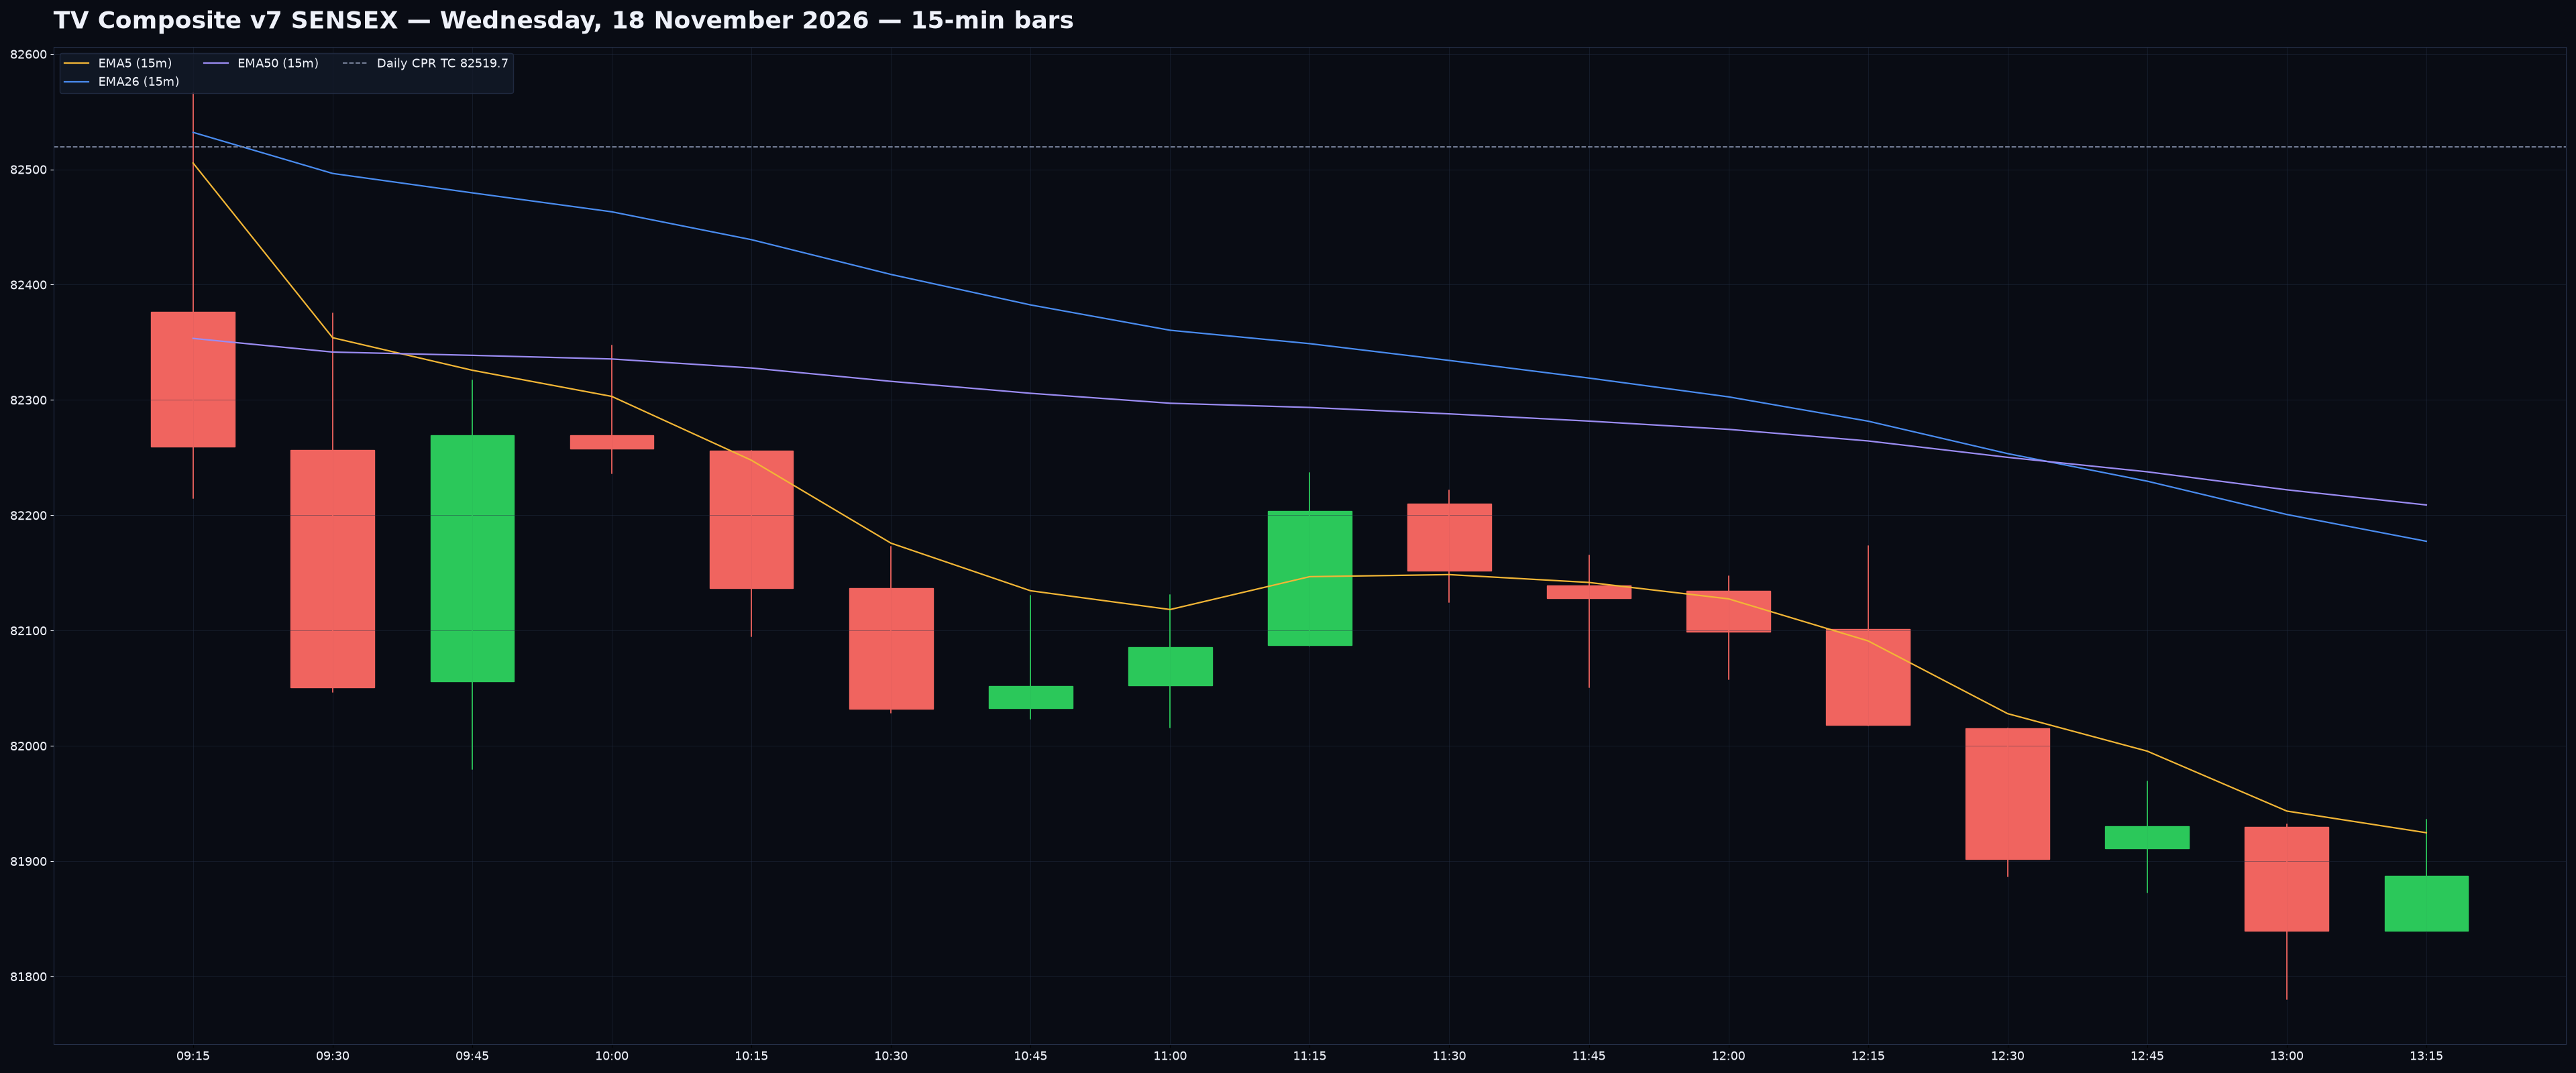 TV Composite v7 SENSEX — Wednesday, 18 November 2026 — 15-min bars
EMA5 (15m) EMA50 (15m) Daily CPR TC 82519.7
EMA26 (15m)
82600
82500
82400
82300
82200
82100
82000
81900
81800
09:15 09:30 09:45 10:00 10:15 10:30 10:45 11:00 11:15 11:30 11:45 12:00 12:15 12:30 12:45 13:00 13:15